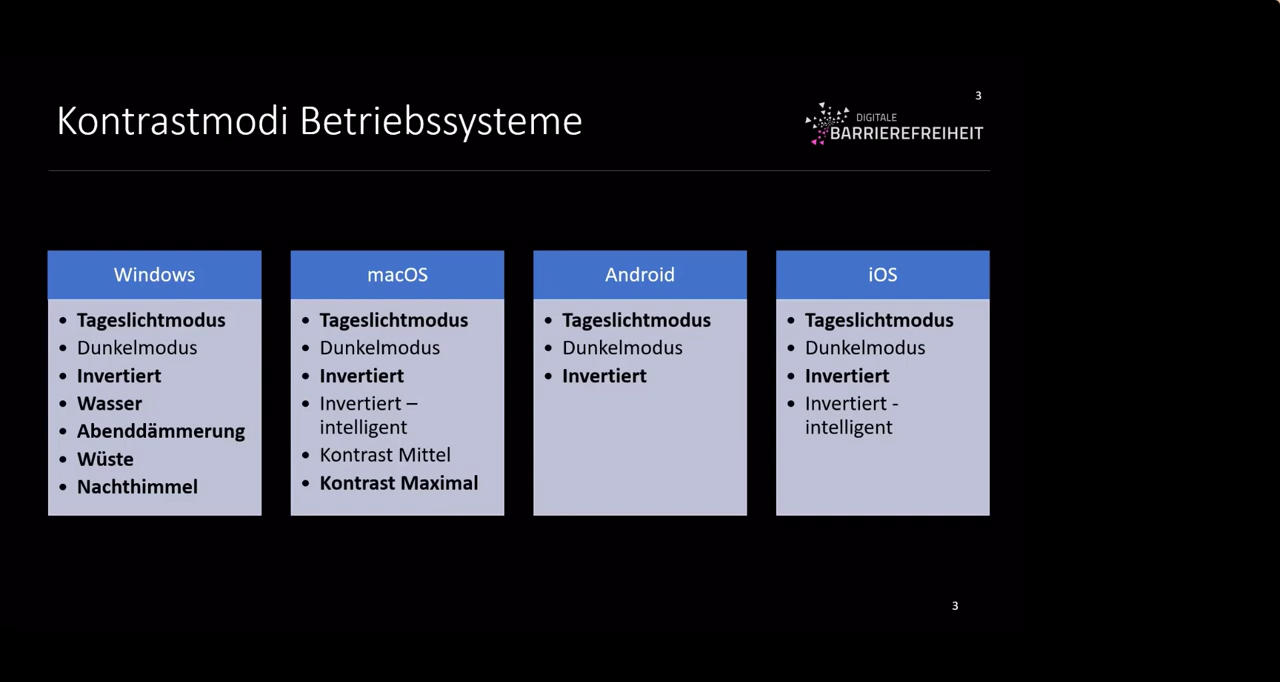 3
Kontrastmodi Betriebssysteme
DIGITALE
BARRIEREFREIHEIT
Windows
• Tageslichtmodus
• Dunkelmodus
• Invertiert
• Wasser
• Abenddämmerung
• Wüste
• Nachthimmel
macOS
• Tageslichtmodus
• Dunkelmodus
• Invertiert
• Invertiert –
intelligent
• Kontrast Mittel
• Kontrast Maximal
Android
• Tageslichtmodus
• Dunkelmodus
• Invertiert
iOS
• Tageslichtmodus
• Dunkelmodus
• Invertiert
• Invertiert -
intelligent
3